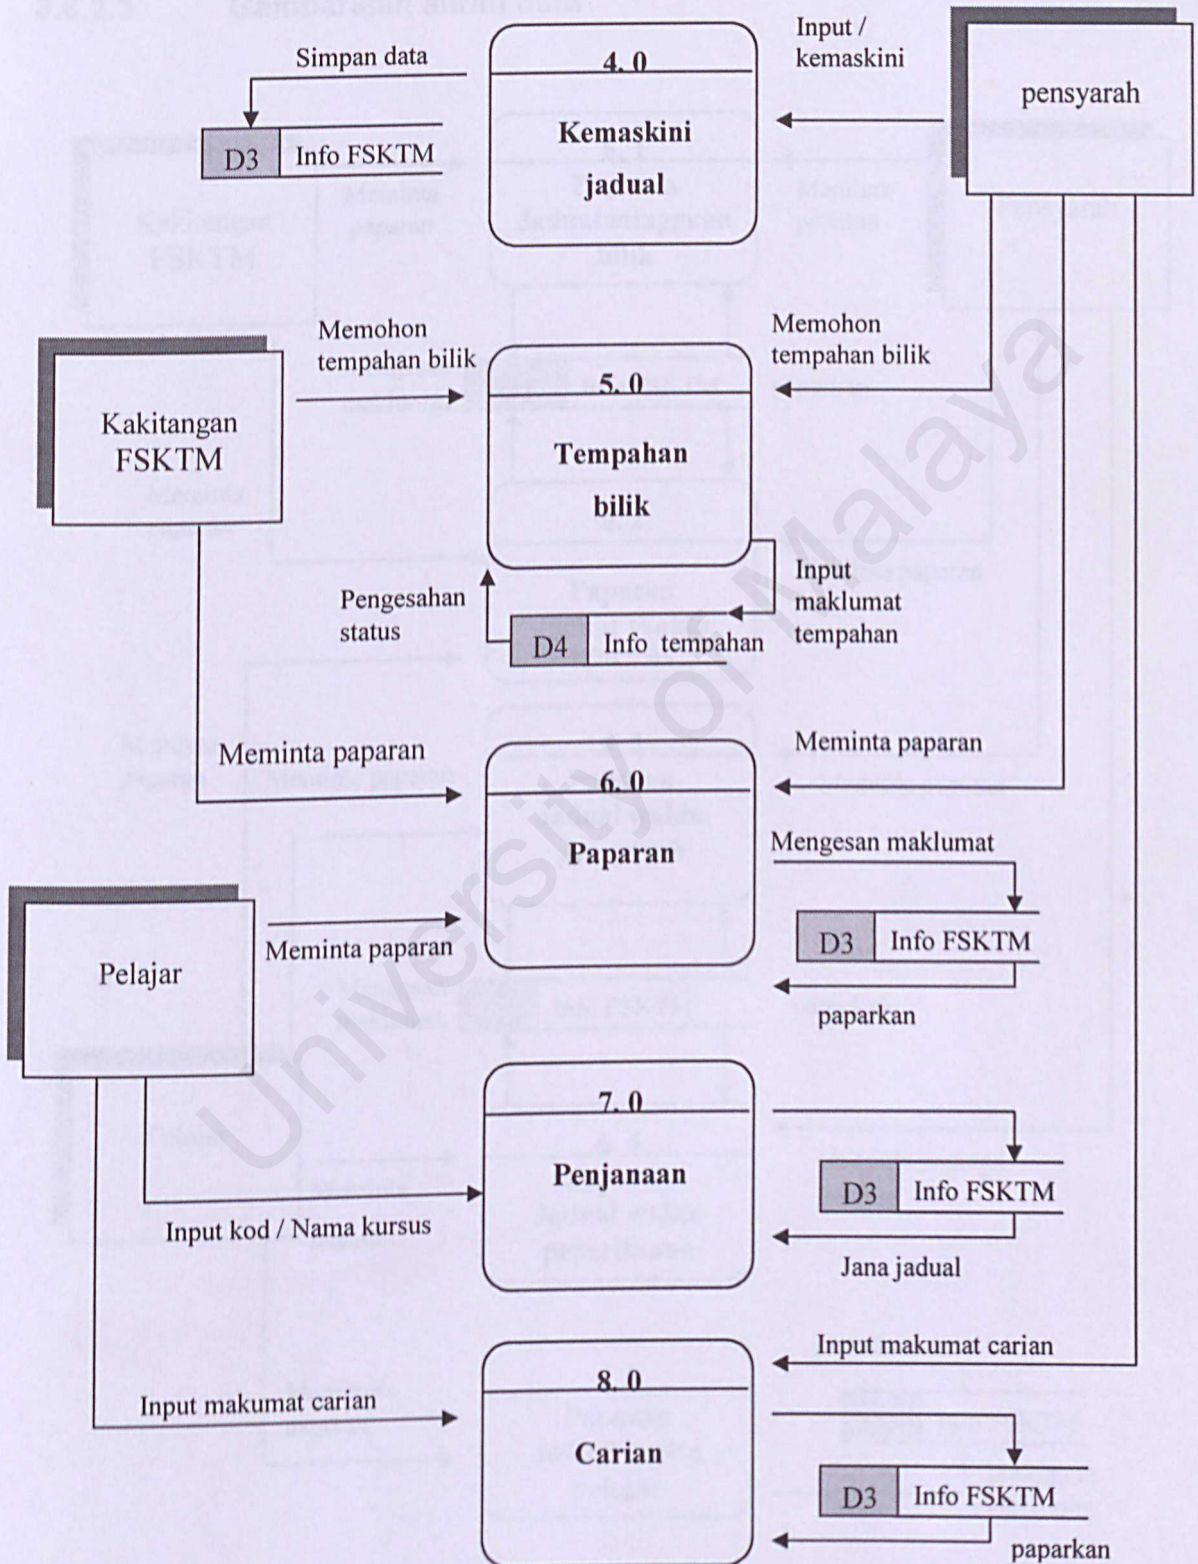 Simpan data
4. 0
Input /
kemaskini
pensyarah
D3 Info FSKTM
Kemaskini
jadual
Memohon
tempahan bilik
5. 0
Memohon
tempahan bilik
Kakitangan
FSKTM
Tempahan
bilik
Pengesahan
status
D4 Info tempahan
Input
maklumat
tempahan
Meminta paparan
6. 0
Meminta paparan
Paparan
Mengesan maklumat
D3 Info FSKTM
paparkan
Pelajar
Meminta paparan
7. 0
Penjanaan
D3 Info FSKTM
Input kod / Nama kursus
Jana jadual
Input makumat carian
8. 0
Input makumat carian
Carian
D3 Info FSKTM
paparkan
University of Malaya